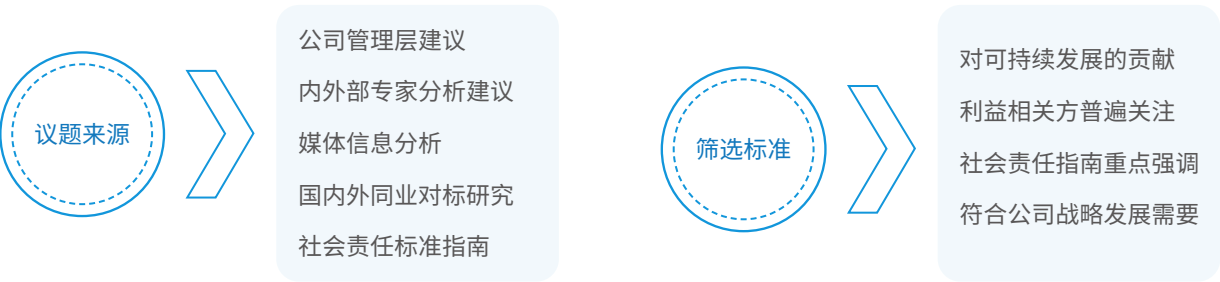 议题来源
公司管理层建议
内外部专家分析建议
媒体信息分析
国内外同业对标研究
社会责任标准指南
筛选标准
对可持续发展的贡献
利益相关方普遍关注
社会责任指南重点强调
符合公司战略发展需要